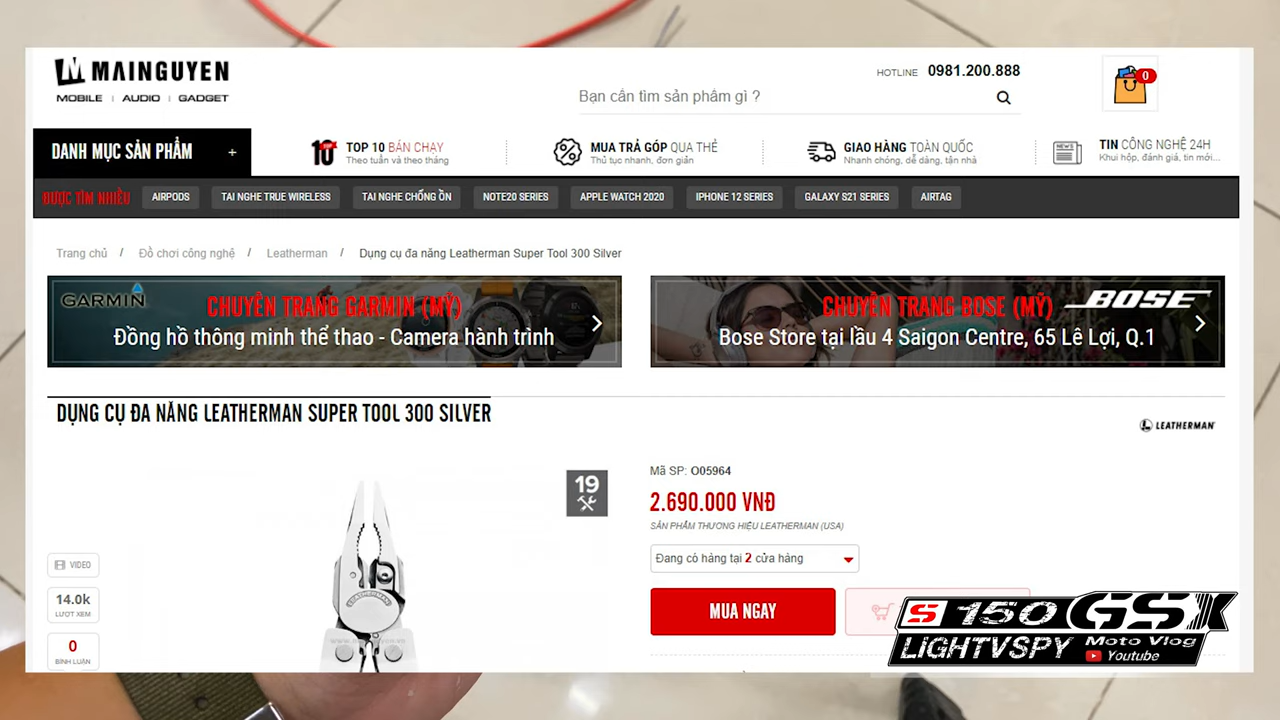 MAINGUYEN
MOBILE | AUDIO | GADGET
HOTLINE 0981.200.888
Bạn cần tìm sản phẩm gì ?
0
DANH MỤC SẢN PHẨM +
10 TOP
TOP 10 BÁN CHẠY
Theo tuần và theo tháng
MUA TRẢ GÓP QUA THẺ
Thủ tục nhanh, đơn giản
GIAO HÀNG TOÀN QUỐC
Nhanh chóng, dễ dàng, tận nhà
NEWS
TIN CÔNG NGHỆ 24H
Khui hộp, đánh giá, tin mới...
ĐƯỢC TÌM NHIỀU
AIRPODS
TAI NGHE TRUE WIRELESS
TAI NGHE CHỐNG ỒN
NOTE20 SERIES
APPLE WATCH 2020
IPHONE 12 SERIES
GALAXY S21 SERIES
AIRTAG
Trang chủ / Đồ chơi công nghệ / Leatherman / Dụng cụ đa năng Leatherman Super Tool 300 Silver
GARMIN
CHUYÊN TRANG GARMIN (MỸ)
Đồng hồ thông minh thể thao - Camera hành trình
CHUYÊN TRANG BOSE (MỸ)
BOSE
Bose Store tại lầu 4 Saigon Centre, 65 Lê Lợi, Q.1
DỤNG CỤ ĐA NĂNG LEATHERMAN SUPER TOOL 300 SILVER
LEATHERMAN
19
Mã SP: O05964
2.690.000 VNĐ
SẢN PHẨM THƯƠNG HIỆU LEATHERMAN (USA)
Đang có hàng tại 2 cửa hàng
VIDEO
14.0k
LƯỢT XEM
0
BÌNH LUẬN
LEATHERMAN
MUA NGAY
S 150 GSX
LIGHTVSPY Moto Vlog
Youtube